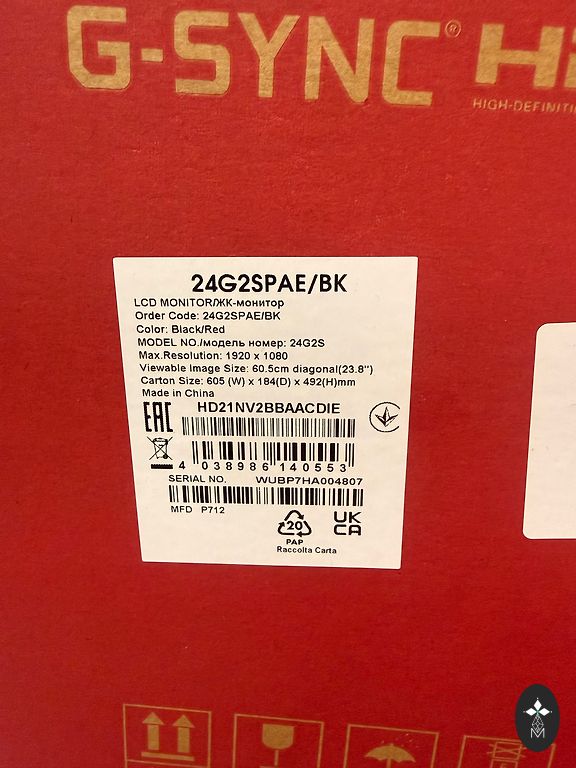 G-SYNC®
HIGH-DEFINITI
24G2SPAE/BK
LCD MONITOR/ЖК-монитор
Order Code: 24G2SPAE/BK
Color: Black/Red
MODEL NO./модель номер: 24G2S
Max.Resolution: 1920 x 1080
Viewable Image Size: 60.5cm diagonal(23.8")
Carton Size: 605 (W) x 184(D) x 492(H)mm
Made in China
HD21NV2BBAACDIE
EAC
4 038986 140553
SERIAL NO. WUBP7HA004807
MFD P712
20
PAP
Raccolta Carta
UK
CA
M